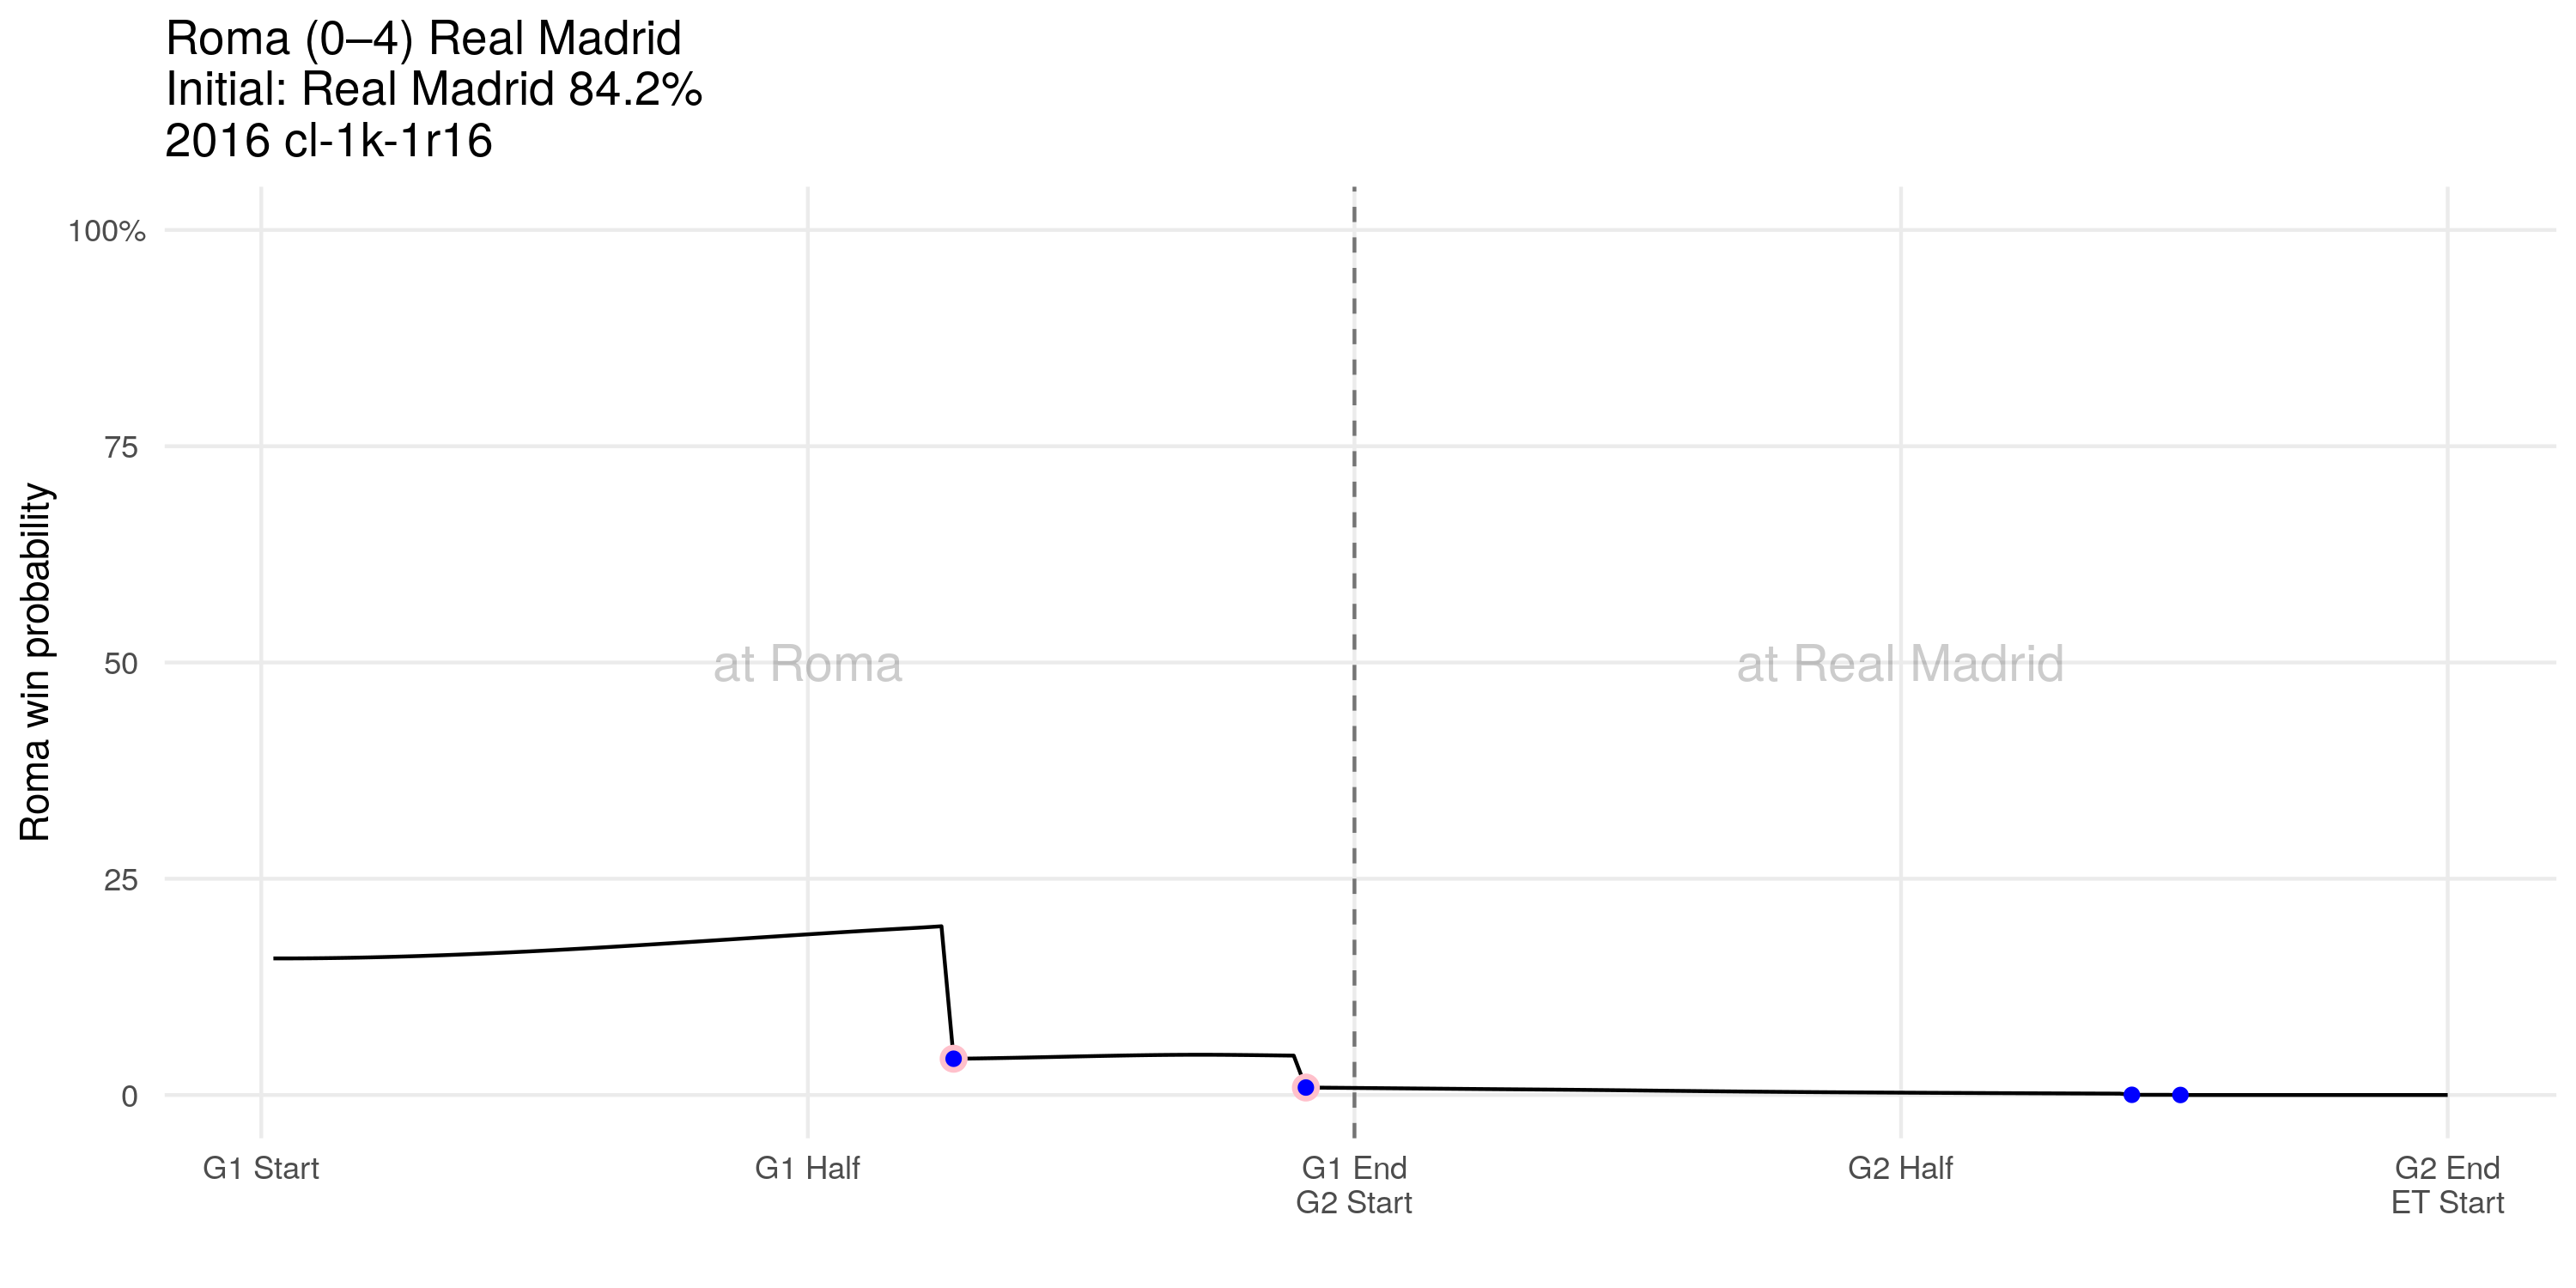 Roma (0–4) Real Madrid
Initial: Real Madrid 84.2%
2016 cl-1k-1r16
Roma win probability
100%
75
50
25
0
at Roma
at Real Madrid
G1 Start
G1 Half
G1 End
G2 Start
G2 Half
G2 End
ET Start